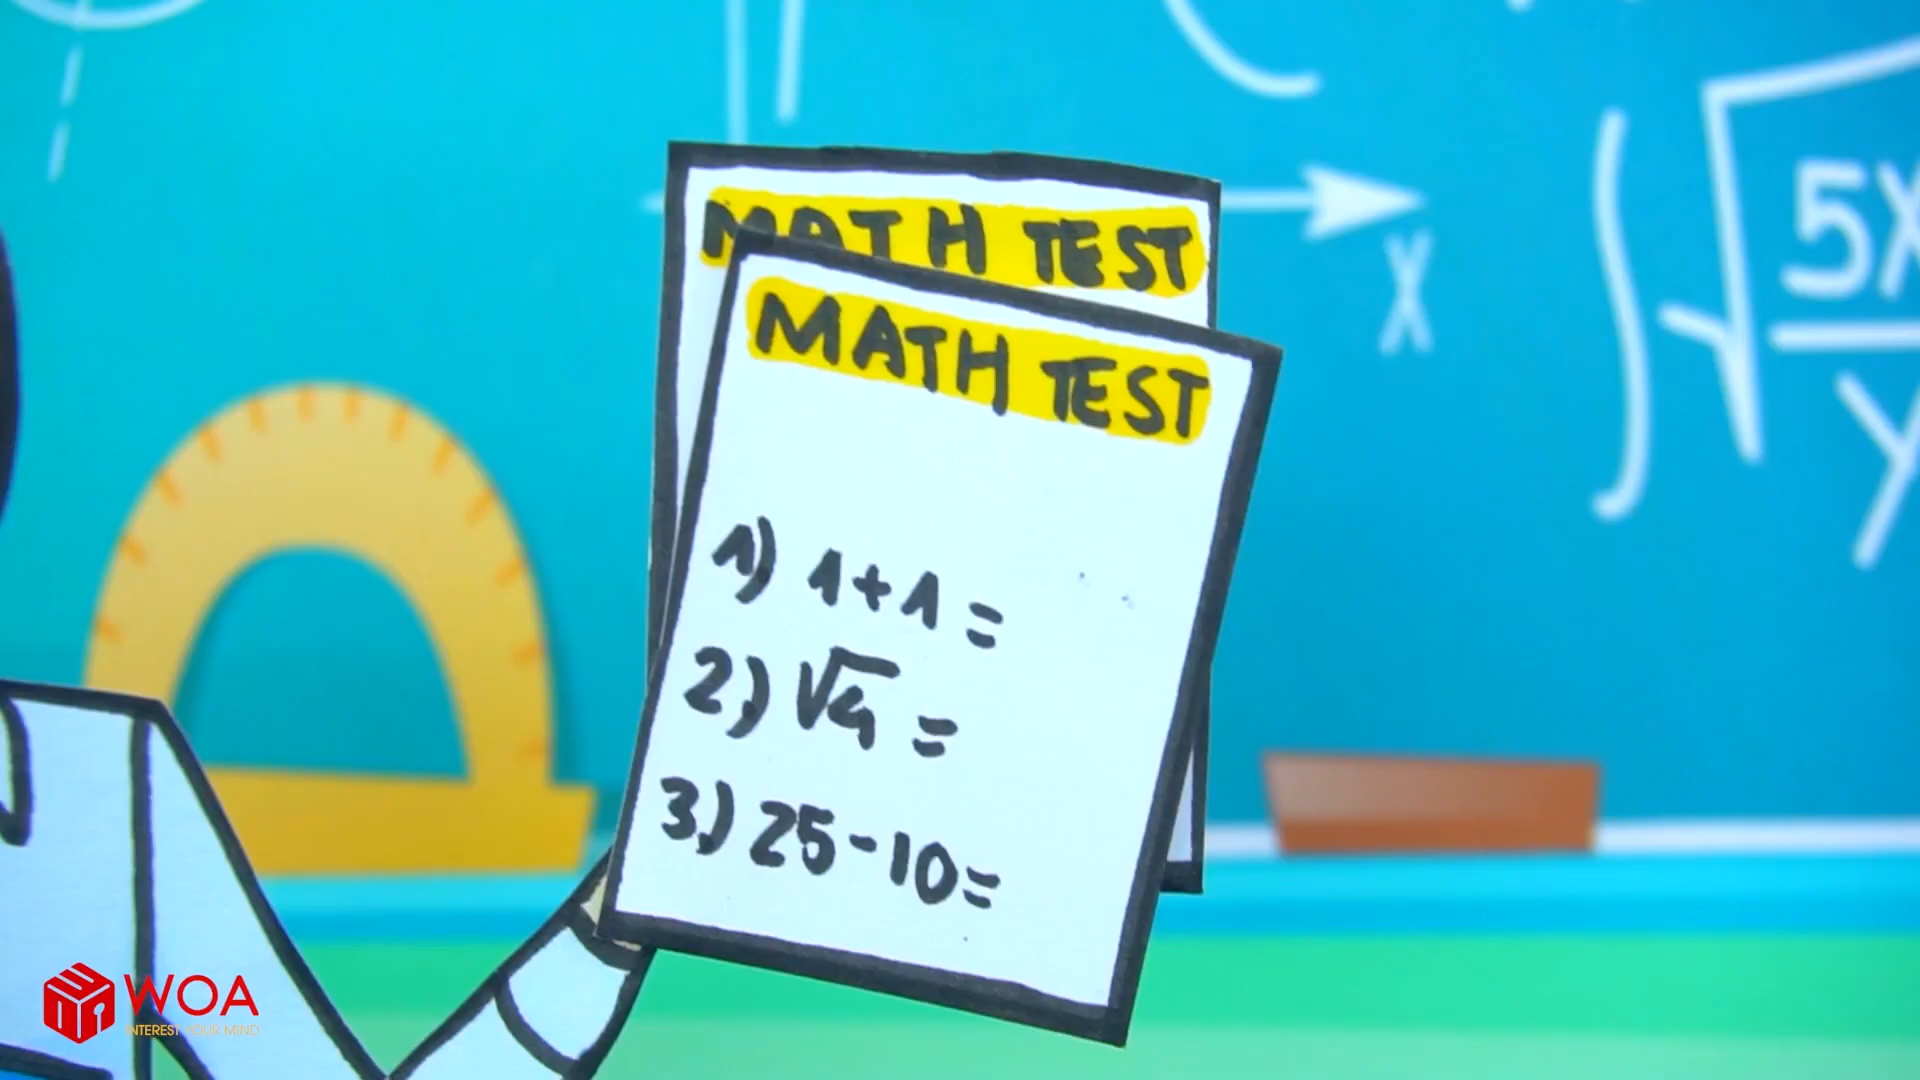 MATH TEST
MATH TEST
1) 1+1=
2) √4 =
3.) 25-10=
X
∫√5X/Y
WOA
INTEREST YOUR MIND